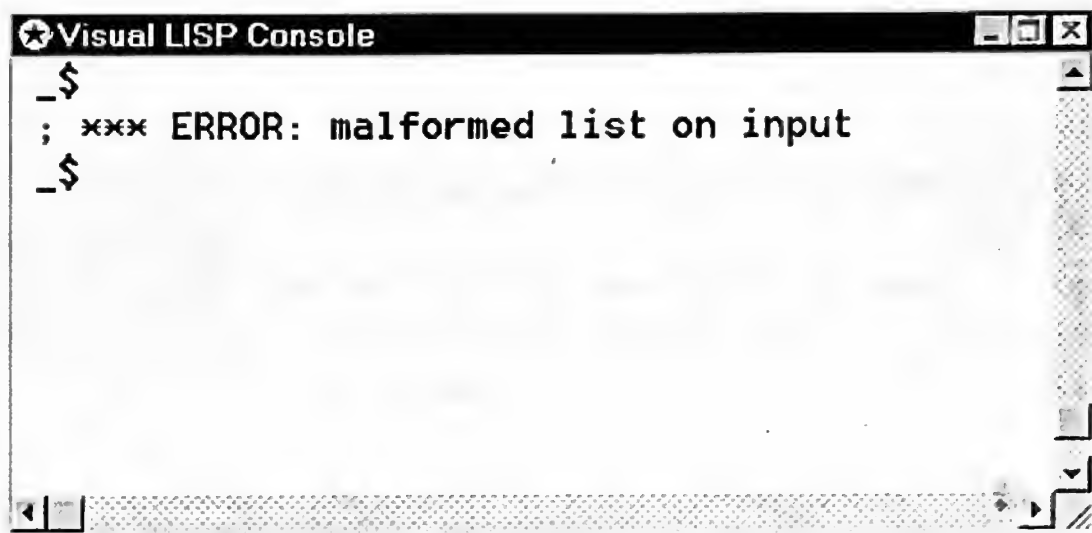 Visual LISP Console
_$
; *** ERROR: malformed list on input
_$